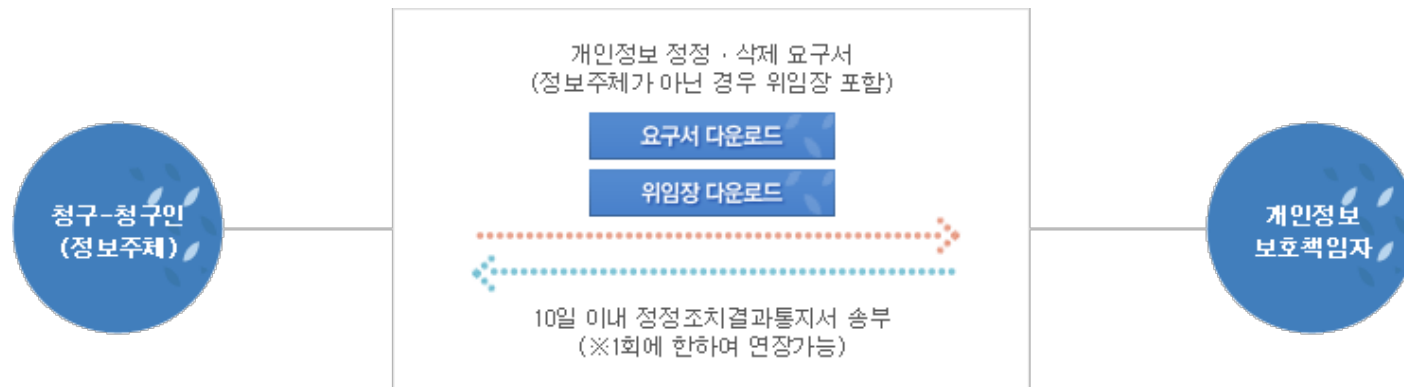 개인정보 정정 · 삭제 요구서
(정보주체가 아닌 경우 위임장 포함)
요구서 다운로드
위임장 다운로드
청구-청구인
(정보주체)
개인정보
보호책임자
10일 이내 정정조치결과통지서 송부
(※1회에 한하여 연장가능)